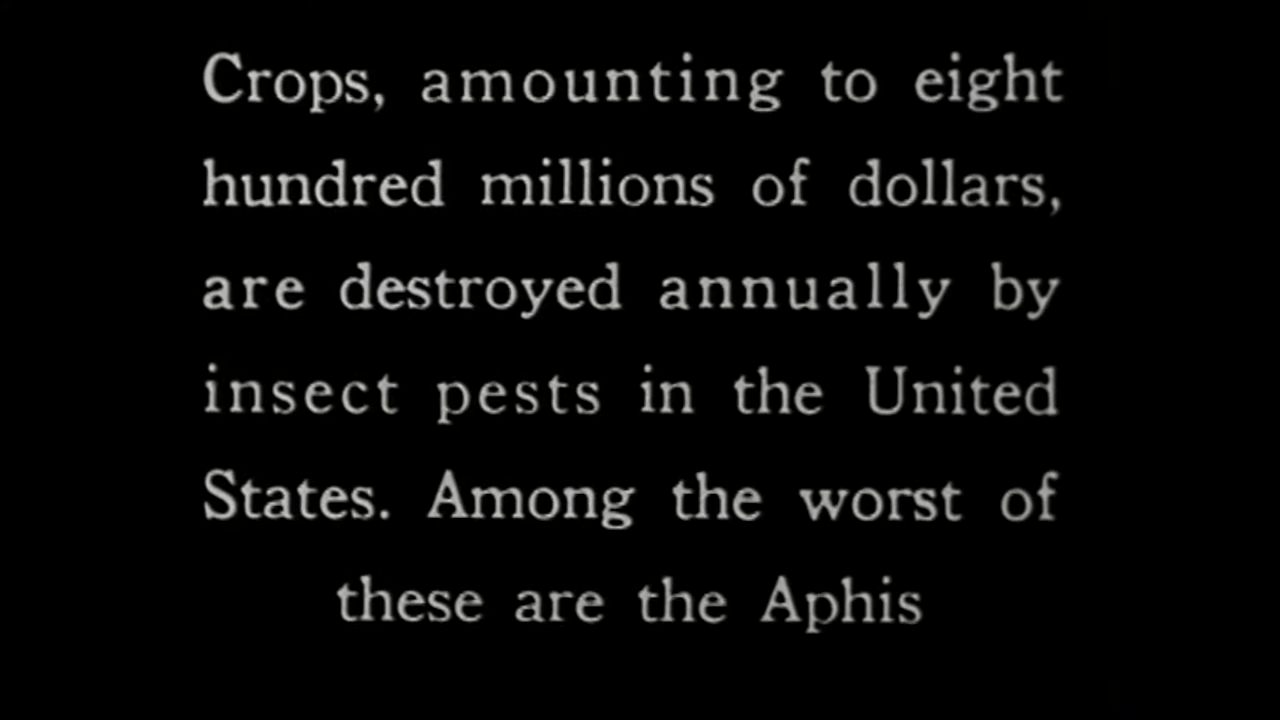 Crops, amounting to eight
hundred millions of dollars,
are destroyed annually by
insect pests in the United
States. Among the worst of
these are the Aphis